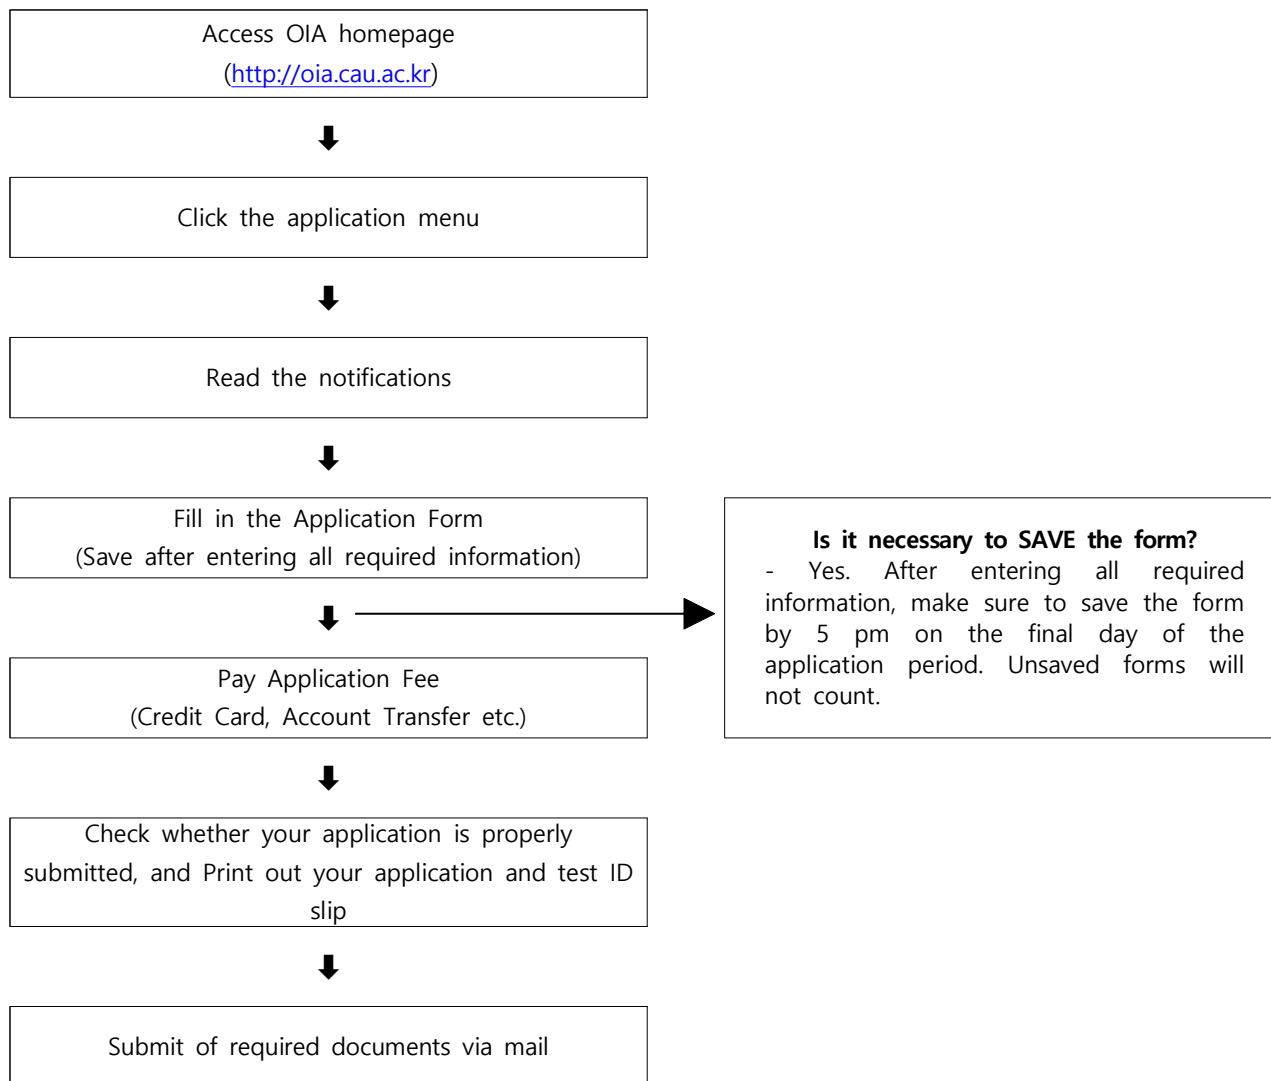 Access OIA homepage
(http://oia.cau.ac.kr)
Click the application menu
Read the notifications
Fill in the Application Form
(Save after entering all required information)
Is it necessary to SAVE the form?
- Yes. After entering all required
information, make sure to save the form
by 5 pm on the final day of the
application period. Unsaved forms will
not count.
Pay Application Fee
(Credit Card, Account Transfer etc.)
Check whether your application is properly
submitted, and Print out your application and test ID
slip
Submit of required documents via mail